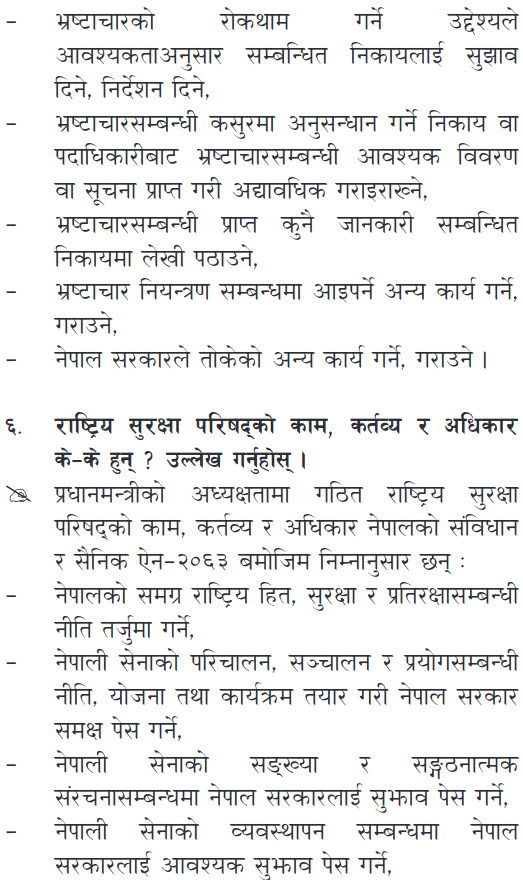 – भ्रष्टाचारको रोकथाम गर्ने उद्देश्यले
आवश्यकताअनुसार सम्बन्धित निकायलाई सुझाव
दिने, निर्देशन दिने,
– भ्रष्टाचारसम्बन्धी कसुरमा अनुसन्धान गर्ने निकाय वा
पदाधिकारीबाट भ्रष्टाचारसम्बन्धी आवश्यक विवरण
वा सूचना प्राप्त गरी अद्यावधिक गराइराख्ने,
– भ्रष्टाचारसम्बन्धी प्राप्त कुनै जानकारी सम्बन्धित
निकायमा लेखी पठाउने,
– भ्रष्टाचार नियन्त्रण सम्बन्धमा आइपर्ने अन्य कार्य गर्ने,
गराउने,
– नेपाल सरकारले तोकेको अन्य कार्य गर्ने, गराउने ।
६. राष्ट्रिय सुरक्षा परिषद्को काम, कर्तव्य र अधिकार
के–के हुन् ? उल्लेख गर्नुहोस् ।
प्रधानमन्त्रीको अध्यक्षतामा गठित राष्ट्रिय सुरक्षा
परिषद्को काम, कर्तव्य र अधिकार नेपालको संविधान
र सैनिक ऐन–२०६३ बमोजिम निम्नानुसार छन् :
– नेपालको समग्र राष्ट्रिय हित, सुरक्षा र प्रतिरक्षासम्बन्धी
नीति तर्जुमा गर्ने,
– नेपाली सेनाको परिचालन, सञ्चालन र प्रयोगसम्बन्धी
नीति, योजना तथा कार्यक्रम तयार गरी नेपाल सरकार
समक्ष पेस गर्ने,
– नेपाली सेनाको सङ्ख्या र सङ्गठनात्मक
संरचनासम्बन्धमा नेपाल सरकारलाई सुझाव पेस गर्ने,
– नेपाली सेनाको व्यवस्थापन सम्बन्धमा नेपाल
सरकारलाई आवश्यक सुझाव पेस गर्ने,